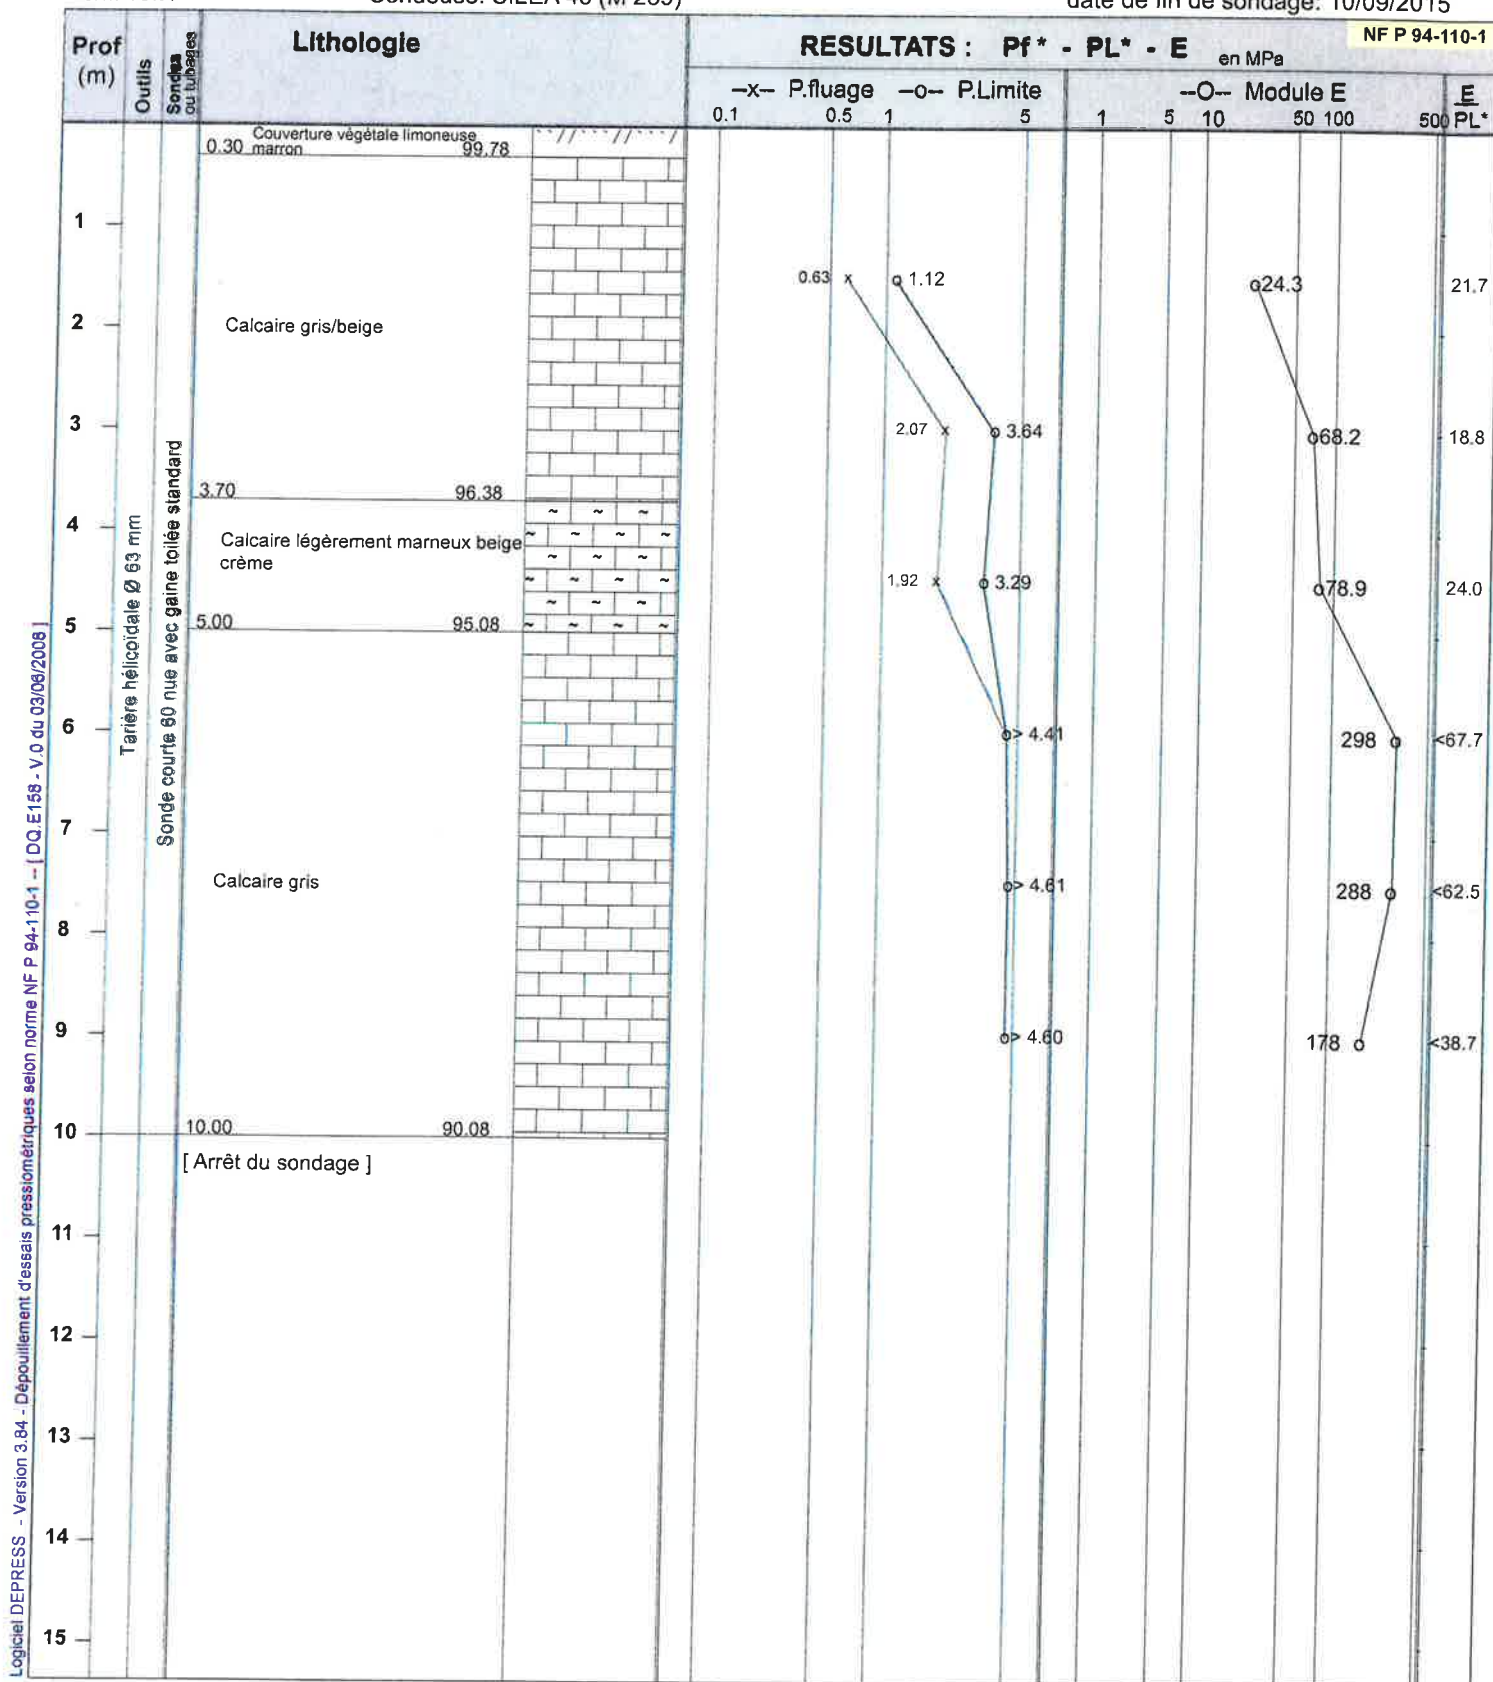 date de fin de sondage: 10/09/2015
NF P 94-110-1
Prof
(m)
Outils
Sondes
ou tubages
Lithologie
RESULTATS : Pf* - PL* - E en MPa
–x– P.fluage –o– P.Limite
--O-- Module E
E
PL*
0.1 0.5 1 5 1 5 10 50 100 500
Couverture végétale limoneuse
0.30 marron 99.78
1
0.63 x o 1.12 o24.3 21.7
2
Calcaire gris/beige
3
2.07 x o 3.64 o68.2 18.8
3.70 96.38
4
Calcaire légèrement marneux beige
crème
1.92 x o 3.29 o78.9 24.0
5
5.00 95.08
6
o> 4.41 298 o <67.7
7
Calcaire gris
o> 4.61 288 o <62.5
8
9
o> 4.60 178 o <38.7
10
10.00 90.08
[ Arrêt du sondage ]
11
12
13
14
15
Tarière hélicoïdale Ø 63 mm
Sonde courte 60 nue avec gaine toilée standard
Logiciel DEPRESS - Version 3.84 - Dépouillement d'essais pressiométriques selon norme NF P 94-110-1 -- [ DQ.E158 - V.0 du 03/06/2008 ]